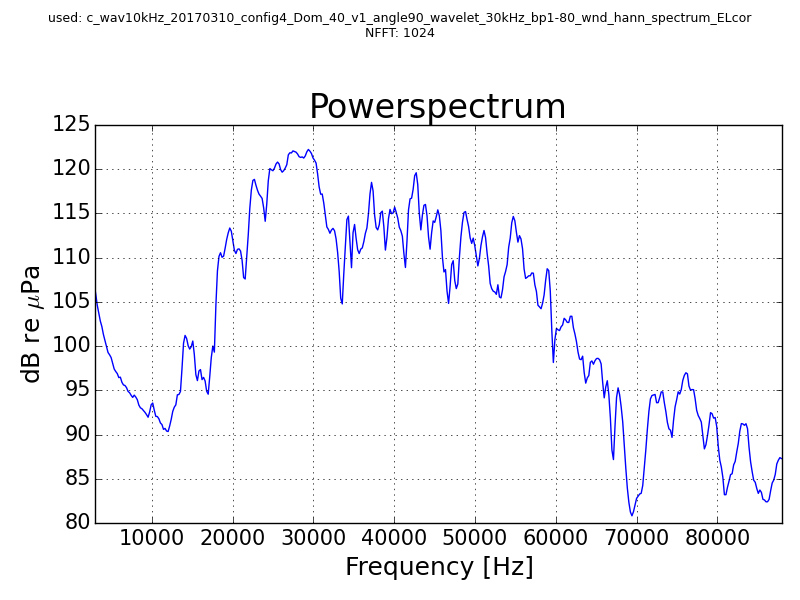 used: c_wav10kHz_20170310_config4_Dom_40_v1_angle90_wavelet_30kHz_bp1-80_wnd_hann_spectrum_ELcor
NFFT: 1024
Powerspectrum
125
120
115
110
105
100
95
90
85
80
dB re μPa
10000 20000 30000 40000 50000 60000 70000 80000
Frequency [Hz]